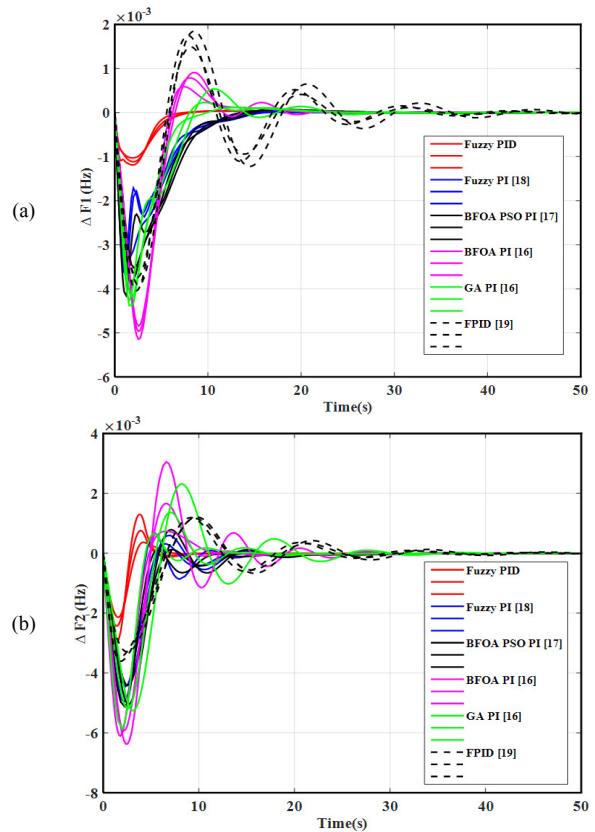 ×10⁻³
2
1
0
-1
-2
-3
-4
-5
-6
Δ F1 (Hz)
(a)
Fuzzy PID
Fuzzy PI [18]
BFOA PSO PI [17]
BFOA PI [16]
GA PI [16]
FPID [19]
0 10 20 30 40 50
Time(s)
×10⁻³
4
2
0
-2
-4
-6
-8
Δ F2 (Hz)
(b)
Fuzzy PID
Fuzzy PI [18]
BFOA PSO PI [17]
BFOA PI [16]
GA PI [16]
FPID [19]
0 10 20 30 40 50
Time(s)